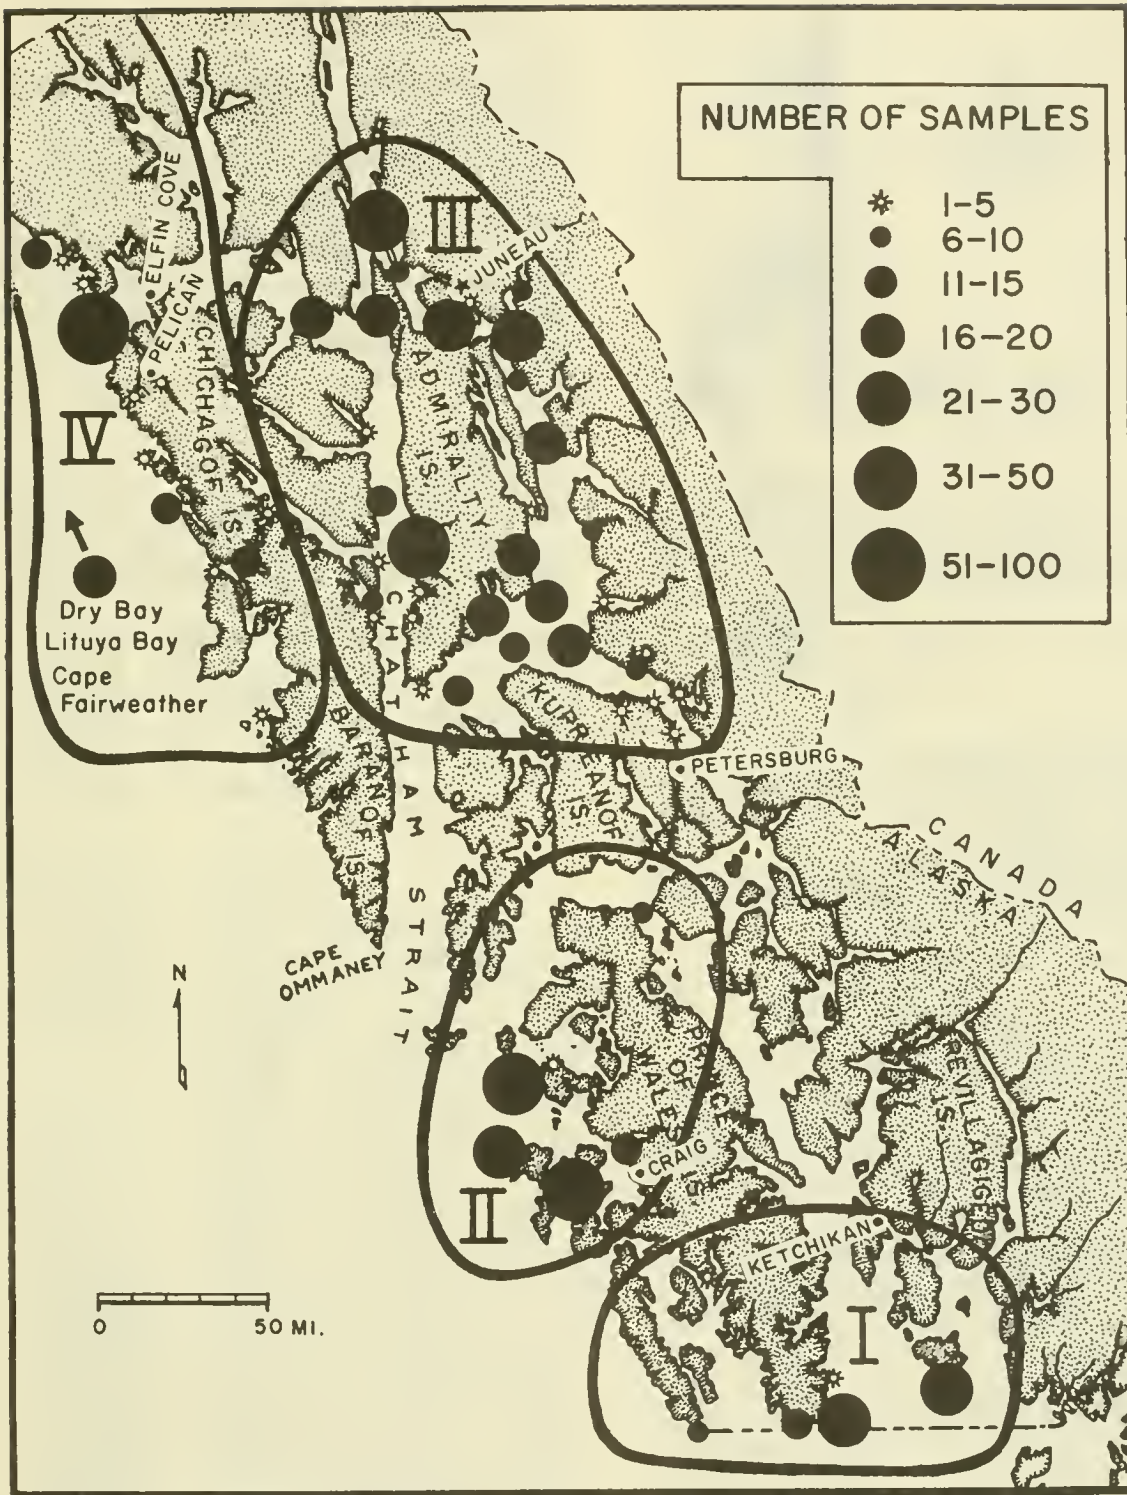 NUMBER OF SAMPLES
1-5
6-10
11-15
16-20
21-30
31-50
51-100
III
JUNEAU
ELFIN COVE
PELICAN
CHICHAGOF IS.
ADMIRALTY IS.
IV
Dry Bay
Lituya Bay
Cape
Fairweather
CHATHAM STRAIT
BARANOF IS.
KUPREANOF IS.
PETERSBURG
CANADA
ALASKA
CAPE
OMMANEY
N
PRINCE OF WALES IS.
REVILLAGIGEDO IS.
CRAIG
II
KETCHIKAN
I
0 50 MI.